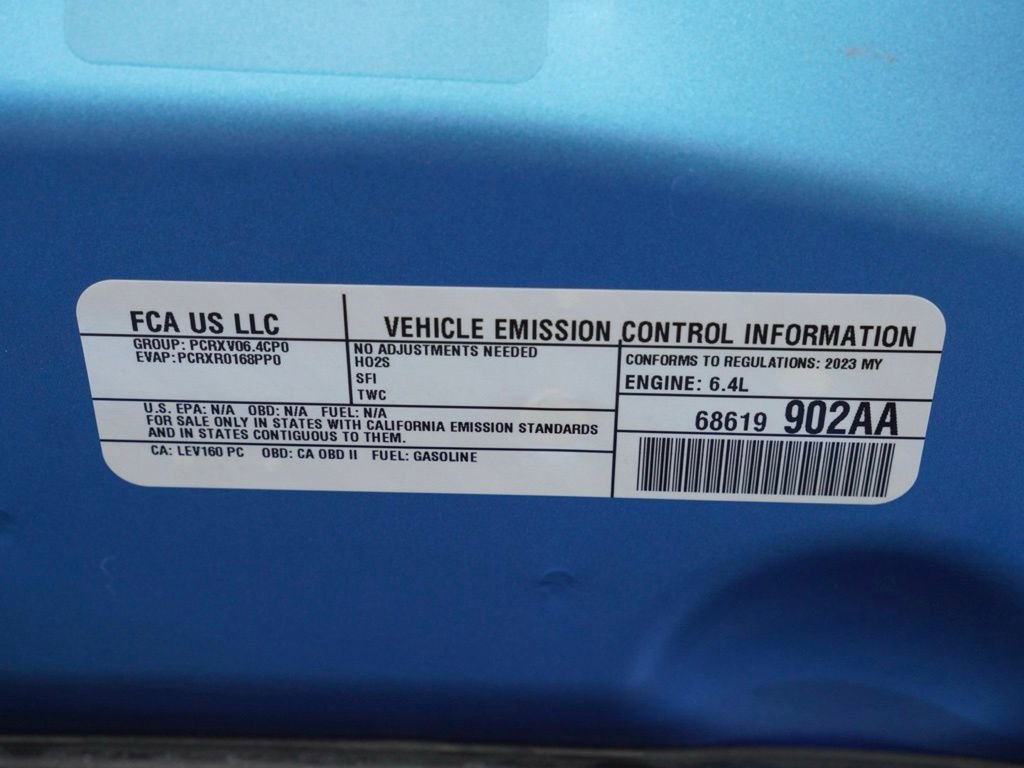 FCA US LLC
VEHICLE EMISSION CONTROL INFORMATION
GROUP: PCRXV06.4CP0
EVAP: PCRXR0168PP0
NO ADJUSTMENTS NEEDED
HO2S
SFI
TWC
CONFORMS TO REGULATIONS: 2023 MY
ENGINE: 6.4L
U.S. EPA: N/A OBD: N/A FUEL: N/A
FOR SALE ONLY IN STATES WITH CALIFORNIA EMISSION STANDARDS
AND IN STATES CONTIGUOUS TO THEM.
68619 902AA
CA: LEV160 PC OBD: CA OBD II FUEL: GASOLINE